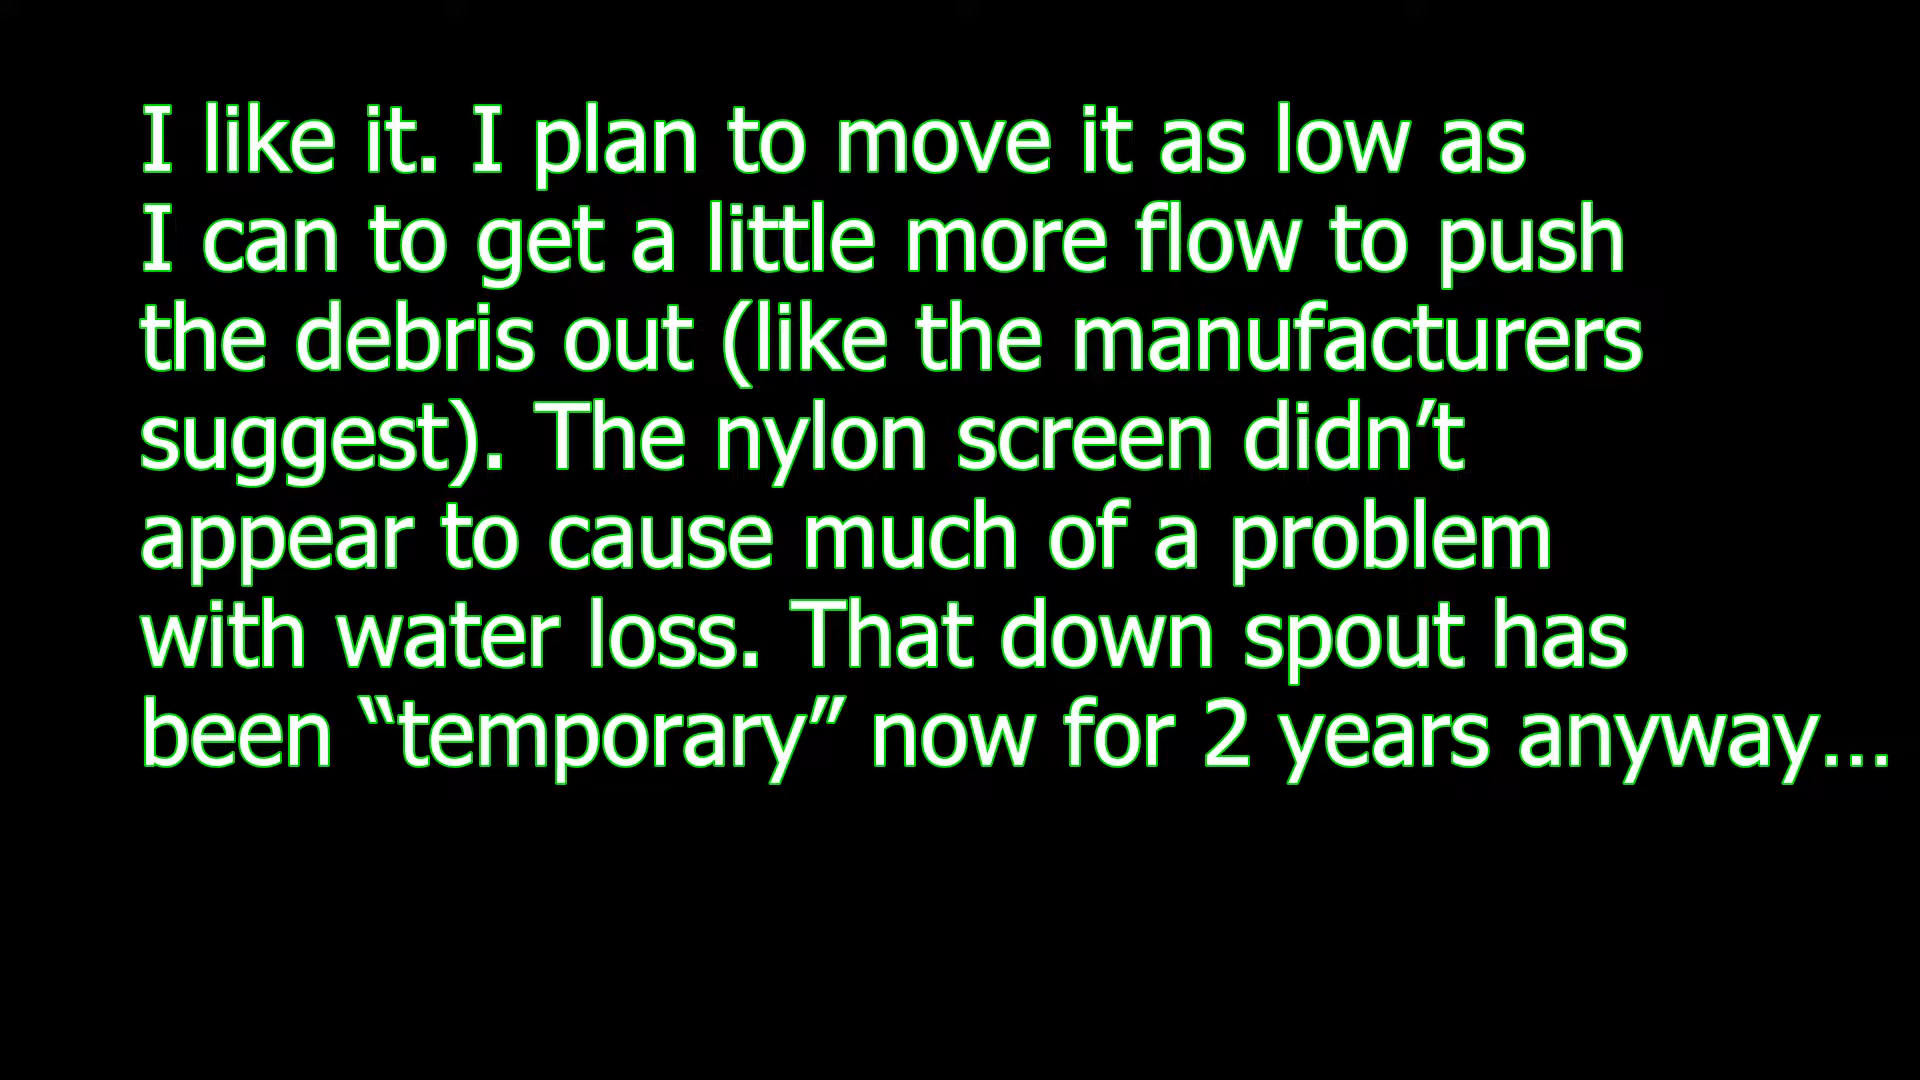 I like it. I plan to move it as low as
I can to get a little more flow to push
the debris out (like the manufacturers
suggest). The nylon screen didn’t
appear to cause much of a problem
with water loss. That down spout has
been “temporary” now for 2 years anyway…